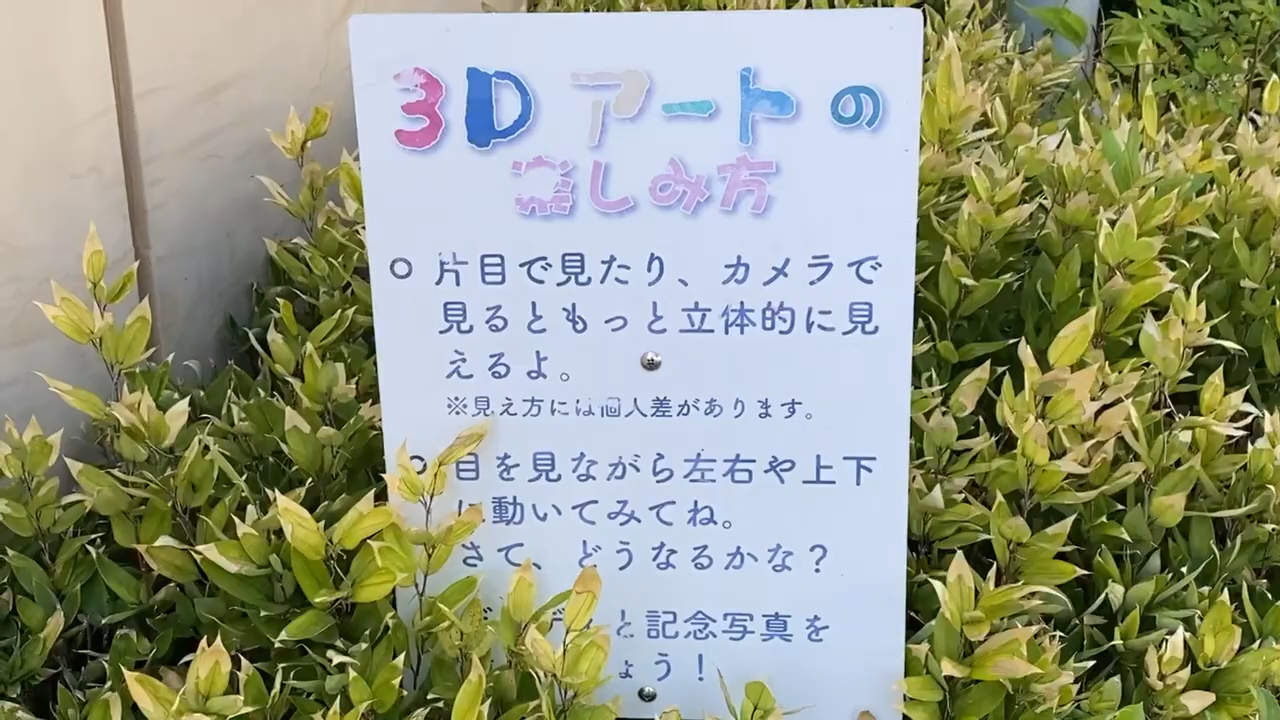 3Dアートの
楽しみ方
○ 片目で見たり、カメラで
見るともっと立体的に見
えるよ。
※見え方には個人差があります。
○ 目を見ながら左右や上下
に動いてみてね。
さて、どうなるかな？
と記念写真を
ょう！